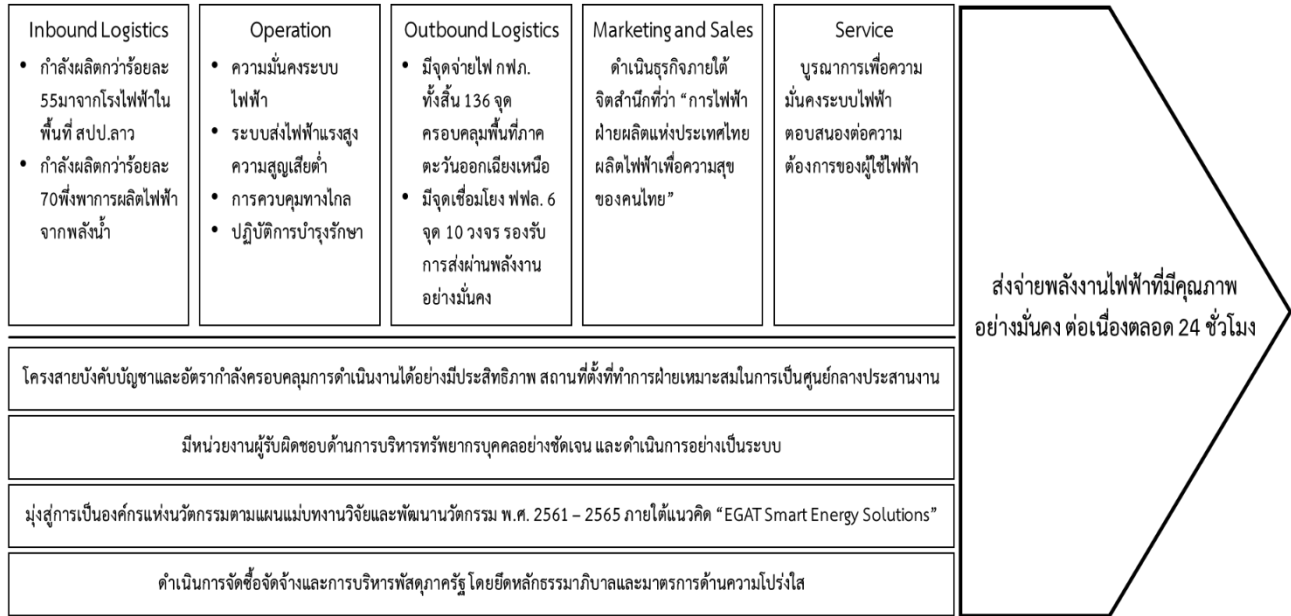 Inbound Logistics
• กำลังผลิตกว่าร้อยละ
55มาจากโรงไฟฟ้าใน
พื้นที่ สปป.ลาว
• กำลังผลิตกว่าร้อยละ
70พึ่งพาการผลิตไฟฟ้า
จากพลังน้ำ
Operation
• ความมั่นคงระบบ
ไฟฟ้า
• ระบบส่งไฟฟ้าแรงสูง
ความสูญเสียต่ำ
• การควบคุมทางไกล
• ปฏิบัติการบำรุงรักษา
Outbound Logistics
• มีจุดจ่ายไฟ กฟภ.
ทั้งสิ้น 136 จุด
ครอบคลุมพื้นที่ภาค
ตะวันออกเฉียงเหนือ
• มีจุดเชื่อมโยง ฟฟล. 6
จุด 10 วงจร รองรับ
การส่งผ่านพลังงาน
อย่างมั่นคง
Marketing and Sales
ดำเนินธุรกิจภายใต้
จิตสำนึกที่ว่า “การไฟฟ้า
ฝ่ายผลิตแห่งประเทศไทย
ผลิตไฟฟ้าเพื่อความสุข
ของคนไทย”
Service
บูรณาการเพื่อความ
มั่นคงระบบไฟฟ้า
ตอบสนองต่อความ
ต้องการของผู้ใช้ไฟฟ้า
ส่งจ่ายพลังงานไฟฟ้าที่มีคุณภาพ
อย่างมั่นคง ต่อเนื่องตลอด 24 ชั่วโมง
โครงสายบังคับบัญชาและอัตรากำลังครอบคลุมการดำเนินงานได้อย่างมีประสิทธิภาพ สถานที่ตั้งที่ทำการฝ่ายเหมาะสมในการเป็นศูนย์กลางประสานงาน
มีหน่วยงานผู้รับผิดชอบด้านการบริหารทรัพยากรบุคคลอย่างชัดเจน และดำเนินการอย่างเป็นระบบ
มุ่งสู่การเป็นองค์กรแห่งนวัตกรรมตามแผนแม่บทงานวิจัยและพัฒนานวัตกรรม พ.ศ. 2561 – 2565 ภายใต้แนวคิด “EGAT Smart Energy Solutions”
ดำเนินการจัดซื้อจัดจ้างและการบริหารพัสดุภาครัฐ โดยยึดหลักธรรมาภิบาลและมาตรการด้านความโปร่งใส